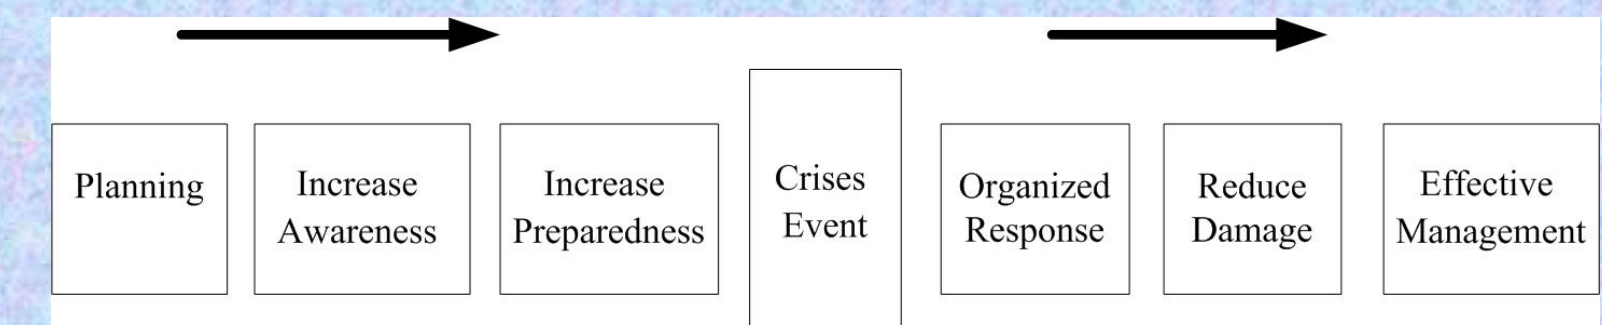 Planning
Increase
Awareness
Increase
Preparedness
Crises
Event
Organized
Response
Reduce
Damage
Effective
Management